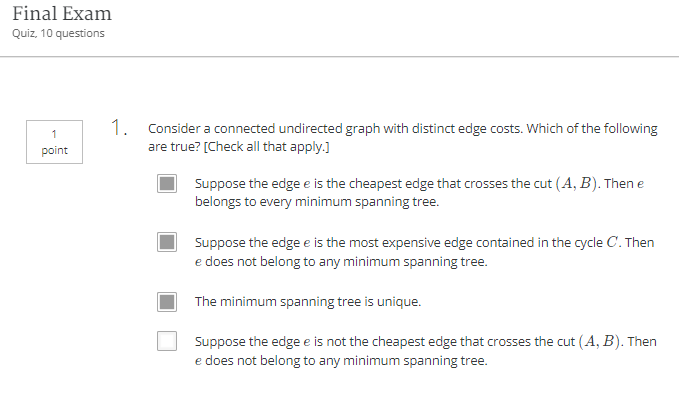 Final Exam
Quiz, 10 questions
1
point
1.
Consider a connected undirected graph with distinct edge costs. Which of the following
are true? [Check all that apply.]
Suppose the edge e is the cheapest edge that crosses the cut (A, B). Then e
belongs to every minimum spanning tree.
Suppose the edge e is the most expensive edge contained in the cycle C. Then
e does not belong to any minimum spanning tree.
The minimum spanning tree is unique.
Suppose the edge e is not the cheapest edge that crosses the cut (A, B). Then
e does not belong to any minimum spanning tree.